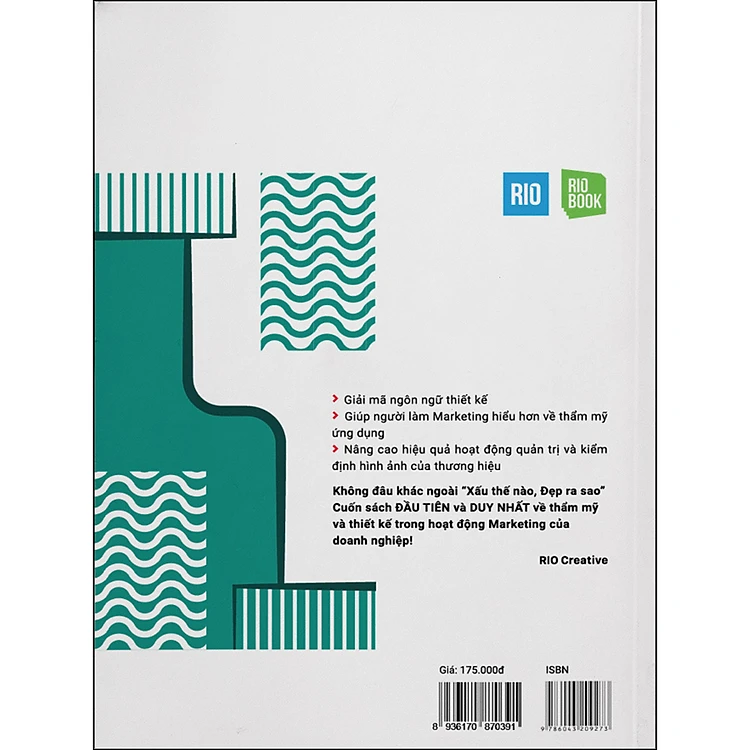 RIO
RIO
BOOK
Giải mã ngôn ngữ thiết kế
Giúp người làm Marketing hiểu hơn về thẩm mỹ
ứng dụng
Nâng cao hiệu quả hoạt động quản trị và kiểm
định hình ảnh của thương hiệu
Không đâu khác ngoài "Xấu thế nào, Đẹp ra sao"
Cuốn sách ĐẦU TIÊN và DUY NHẤT về thẩm mỹ
và thiết kế trong hoạt động Marketing của
doanh nghiệp!
RIO Creative
Giá: 175.000đ
ISBN
8 936170 870391
9 786043 209273